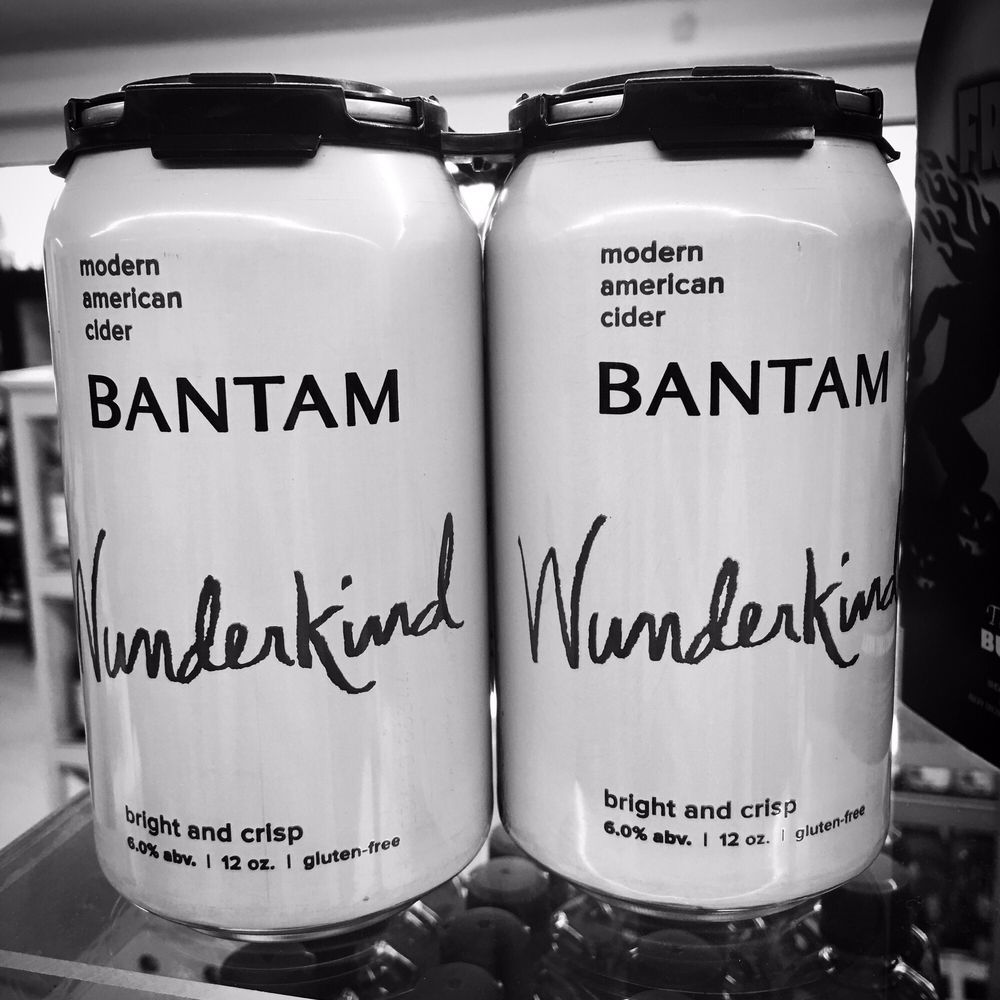 modern
american
cider
BANTAM
Wunderkind
bright and crisp
6.0% abv. | 12 oz. | gluten-free
modern
american
cider
BANTAM
Wunderkind
bright and crisp
6.0% abv. | 12 oz. | gluten-free
FR